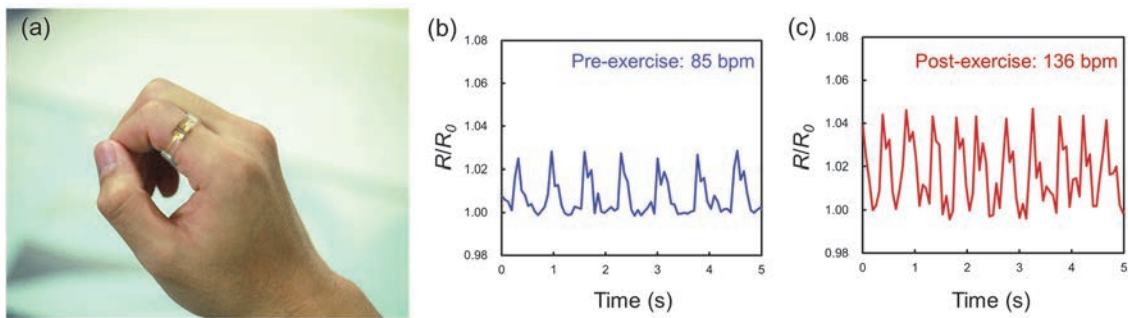 (a)
(b)
Pre-exercise: 85 bpm
R/R0
1.08
1.06
1.04
1.02
1.00
0.98
0 1 2 3 4 5
Time (s)
(c)
Post-exercise: 136 bpm
R/R0
1.08
1.06
1.04
1.02
1.00
0.98
0 1 2 3 4 5
Time (s)